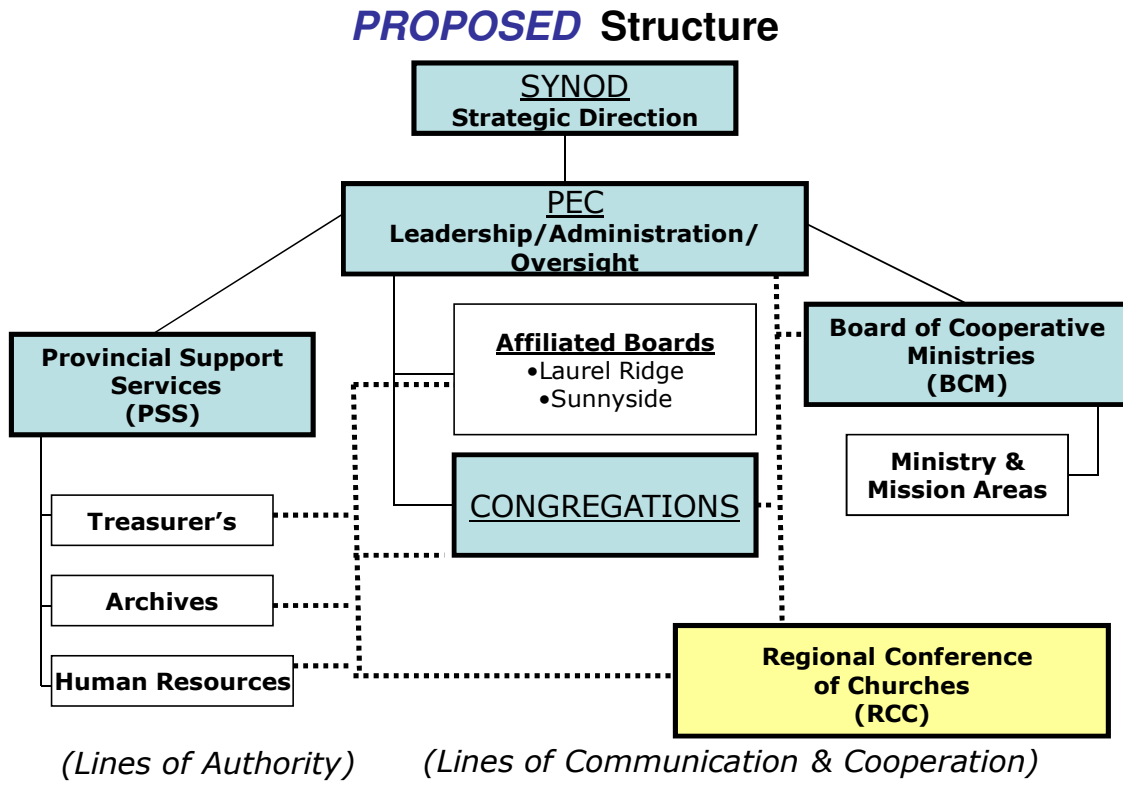 PROPOSED Structure
SYNOD
Strategic Direction
PEC
Leadership/Administration/
Oversight
Provincial Support
Services
(PSS)
Affiliated Boards
•Laurel Ridge
•Sunnyside
Board of Cooperative
Ministries
(BCM)
Ministry &
Mission Areas
CONGREGATIONS
Treasurer’s
Archives
Human Resources
Regional Conference
of Churches
(RCC)
(Lines of Authority)
(Lines of Communication & Cooperation)